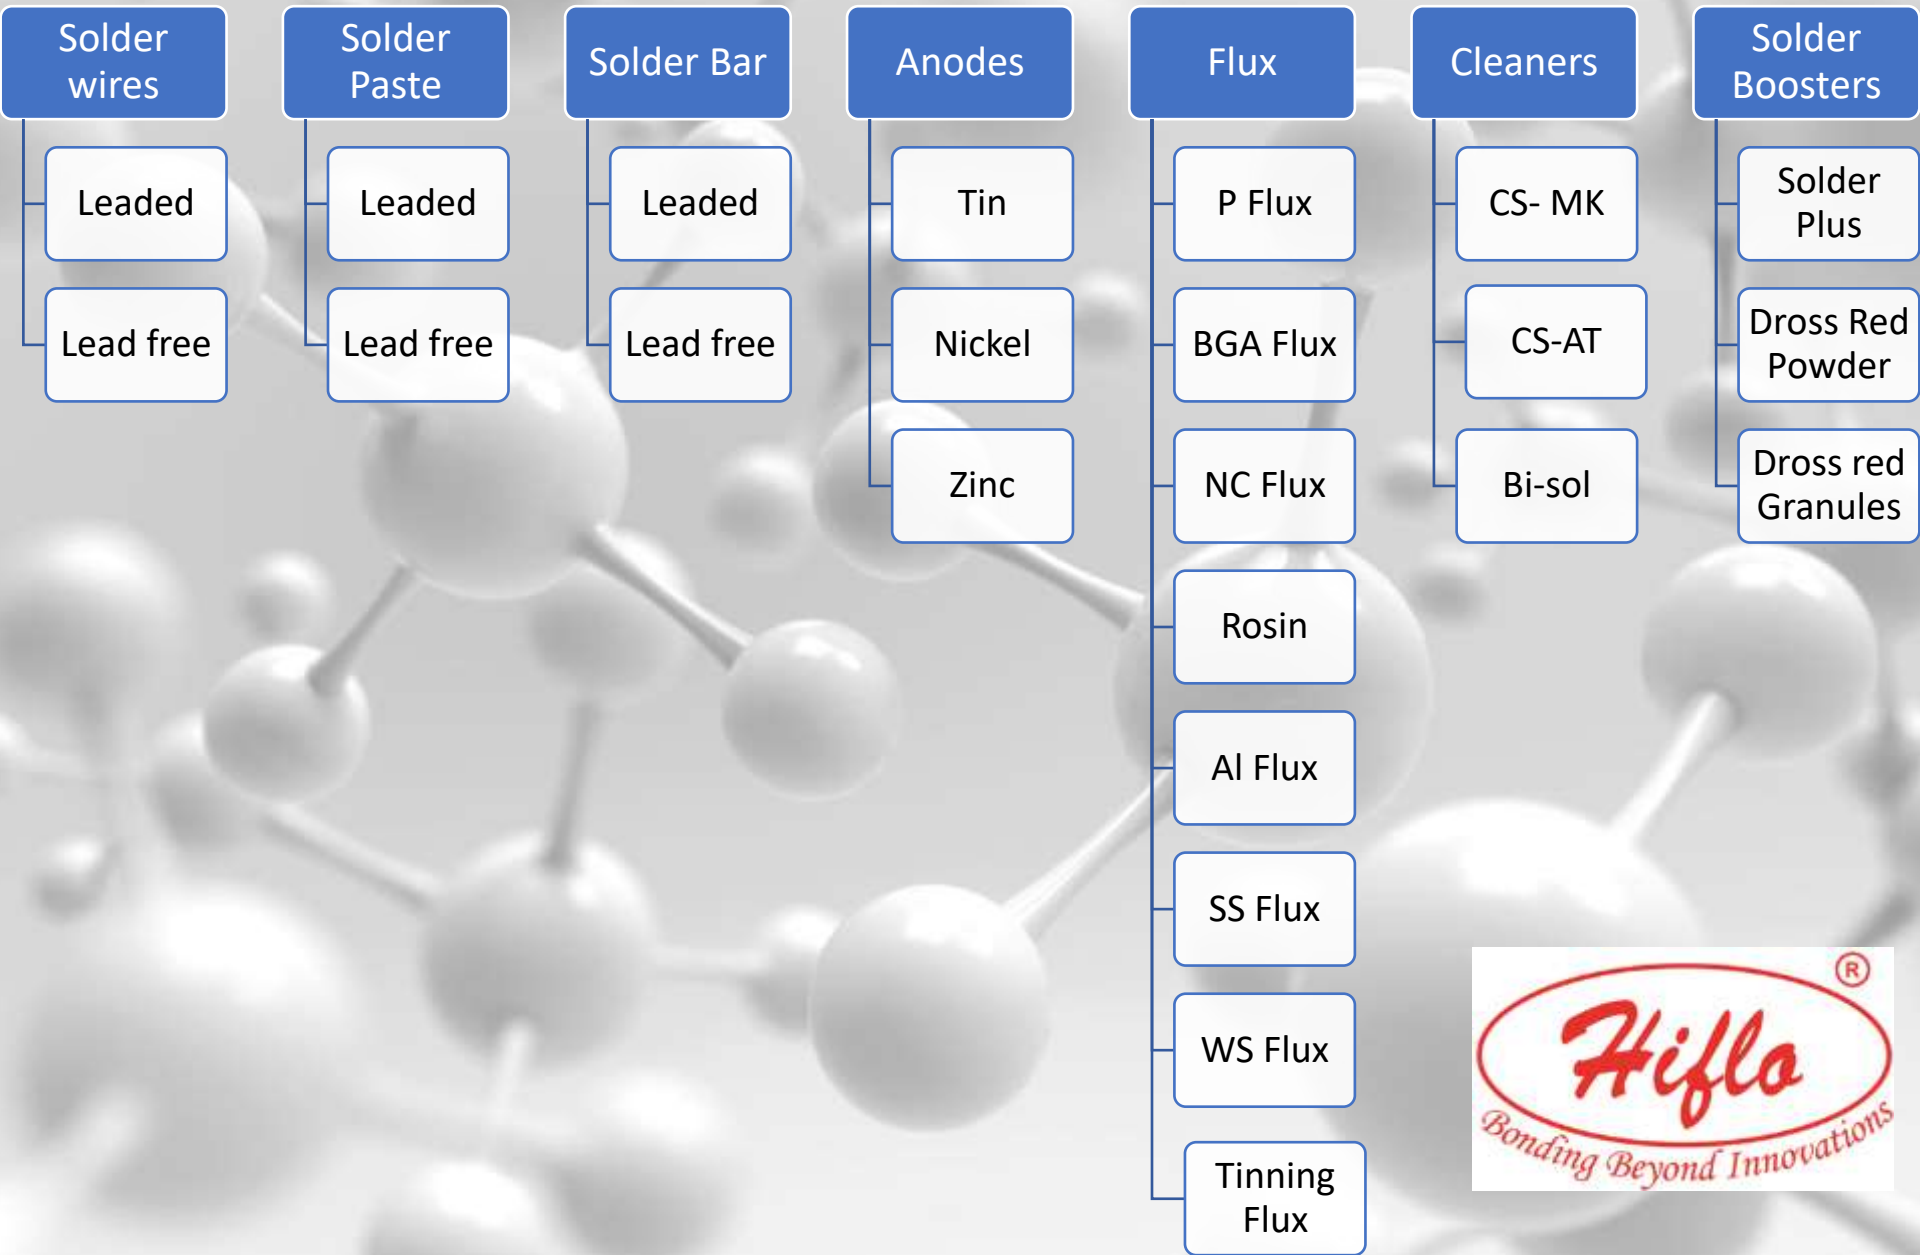 Solder
wires
Leaded
Lead free
Solder
Paste
Leaded
Lead free
Solder Bar
Leaded
Lead free
Anodes
Tin
Nickel
Zinc
Flux
P Flux
BGA Flux
NC Flux
Rosin
Al Flux
SS Flux
WS Flux
Tinning
Flux
Cleaners
CS- MK
CS-AT
Bi-sol
Solder
Boosters
Solder
Plus
Dross Red
Powder
Dross red
Granules
®
Hiflo
Bonding Beyond Innovations